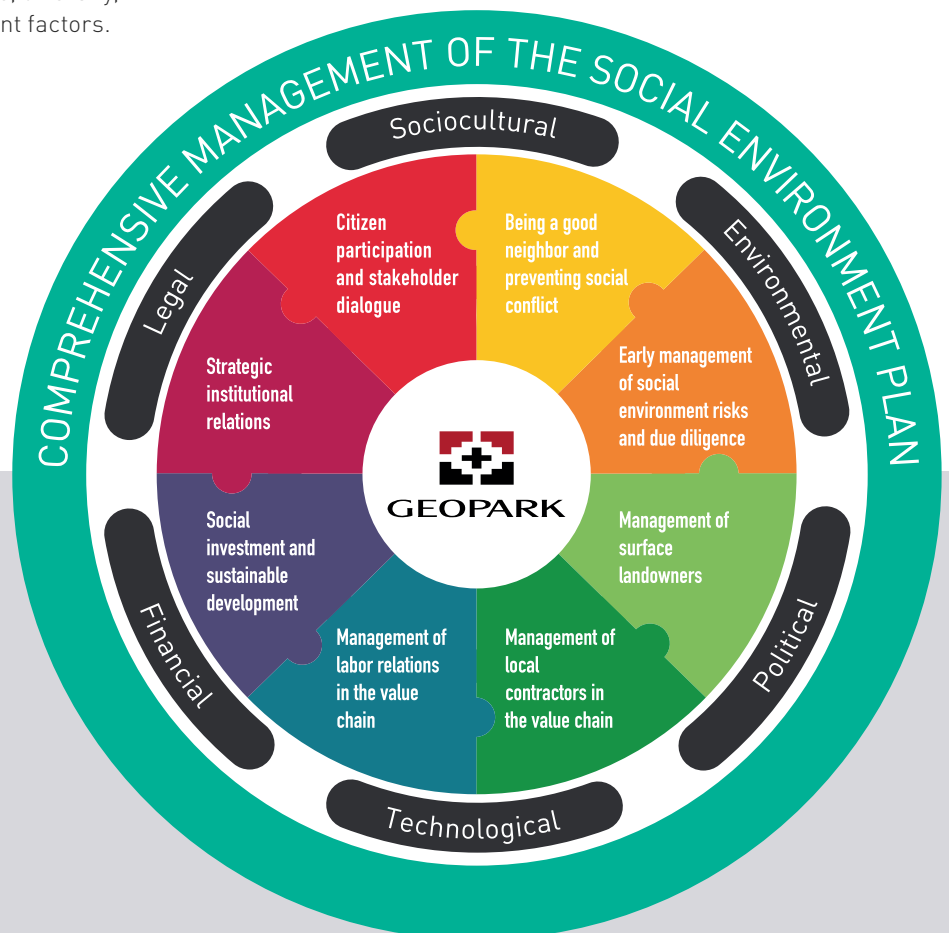 nt factors.
COMPREHENSIVE MANAGEMENT OF THE SOCIAL ENVIRONMENT PLAN
Sociocultural
Environmental
Political
Technological
Financial
Legal
Citizen
participation
and stakeholder
dialogue
Being a good
neighbor and
preventing social
conflict
Early management
of social
environment risks
and due diligence
Management of
surface
landowners
Management of
local
contractors in
the value chain
Management of
labor relations
in the value
chain
Social
investment and
sustainable
development
Strategic
institutional
relations
GEOPARK